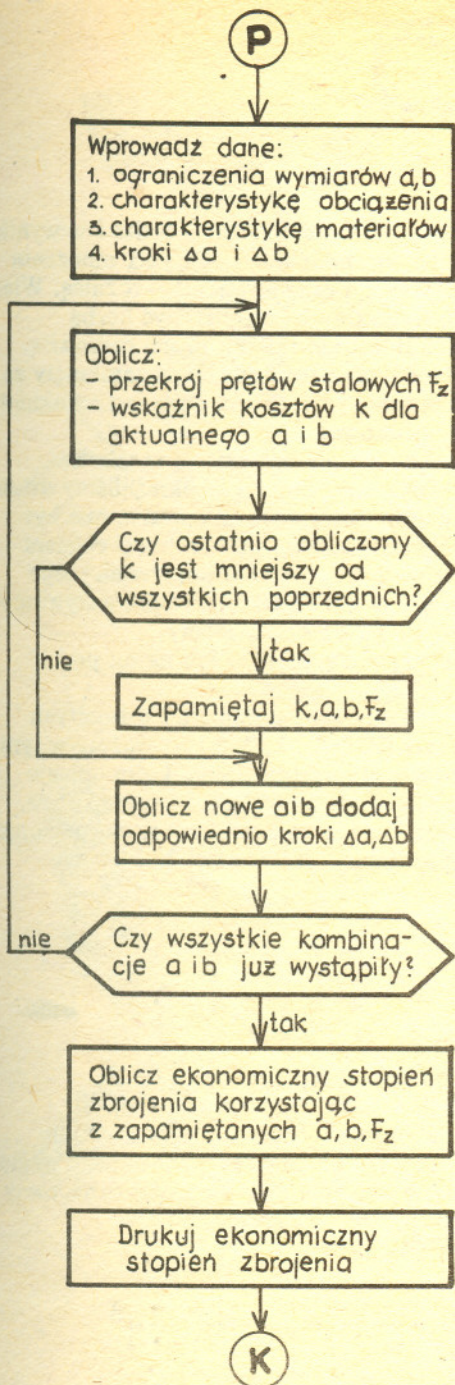 P
Wprowadź dane:
1. ograniczenia wymiarów a,b
2. charakterystykę obciążenia
3. charakterystykę materiałów
4. kroki Δa i Δb
Oblicz:
– przekrój prętów stalowych Fz
– wskaźnik kosztów k dla
aktualnego a i b
Czy ostatnio obliczony
k jest mniejszy od
wszystkich poprzednich?
nie
tak
Zapamiętaj k,a,b,Fz
Oblicz nowe a i b dodaj
odpowiednio kroki Δa,Δb
nie
Czy wszystkie kombina-
cje a i b juz wystąpiły?
tak
Oblicz ekonomiczny stopień
zbrojenia korzystając
z zapamiętanych a, b, Fz
Drukuj ekonomiczny
stopień zbrojenia
K